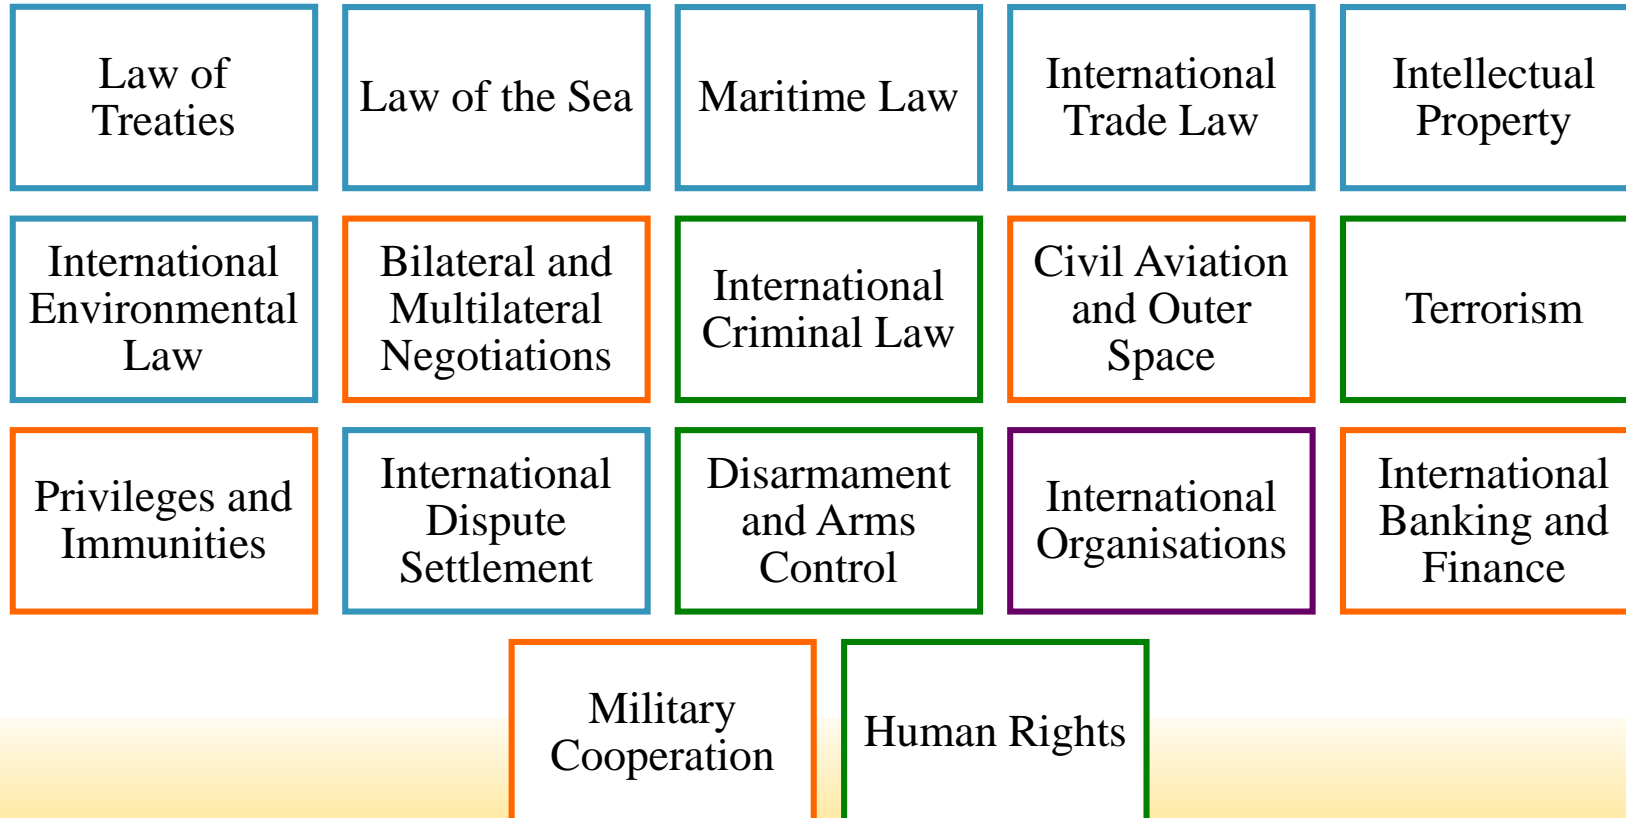 Law of
Treaties
Law of the Sea
Maritime Law
International
Trade Law
Intellectual
Property
International
Environmental
Law
Bilateral and
Multilateral
Negotiations
International
Criminal Law
Civil Aviation
and Outer
Space
Terrorism
Privileges and
Immunities
International
Dispute
Settlement
Disarmament
and Arms
Control
International
Organisations
International
Banking and
Finance
Military
Cooperation
Human Rights